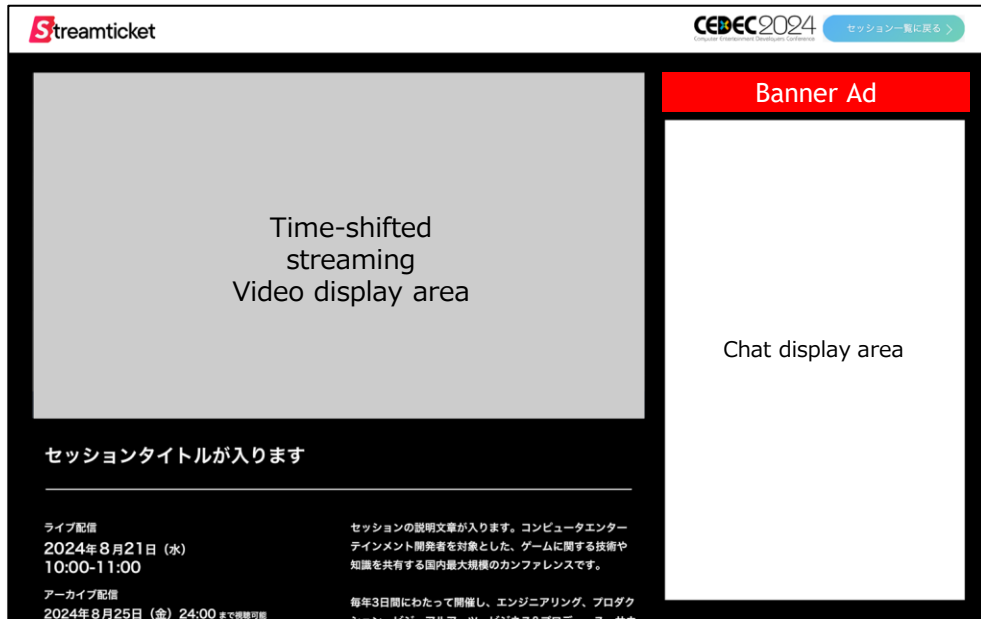 Streamticket
CEDEC2024
Computer Entertainment Developers Conference
セッション一覧に戻る
Banner Ad
Time-shifted
streaming
Video display area
Chat display area
セッションタイトルが入ります
ライブ配信
2024年8月21日（水）
10:00-11:00
アーカイブ配信
2024年8月25日（金）24:00 まで視聴可能
セッションの説明文章が入ります。コンピュータエンター
テインメント開発者を対象とした、ゲームに関する技術や
知識を共有する国内最大規模のカンファレンスです。
毎年3日間にわたって開催し、エンジニアリング、プロダク